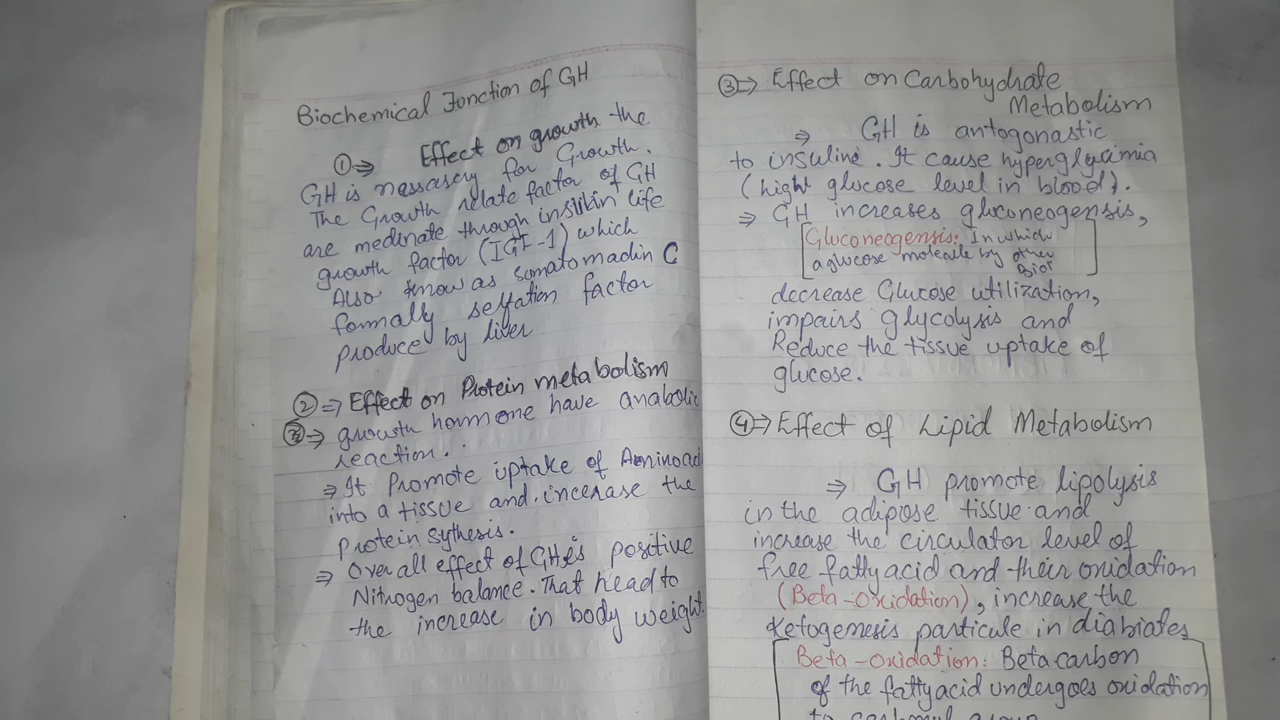 Biochemical Function of GH
①⇒ Effect on growth the
GH is nessasery for Growth.
The Growth relate factor of GH
are medinate through insulin life
growth factor (IGF-1) which
Also know as somatomadin C
formally selfation factor
produce by liver
②⇒ Effect on Protein metabolism
⇒ growth hormone have anabolic
reaction.
⇒ It Promote uptake of Aminoaci
into a tissue and incerase the
Protein sythesis.
⇒ Over all effect of GH is positive
Nitrogen balance. That head to
the increase in body weight.
③⇒ Effect on Carbohydrate
Metabolism
⇒ GH is antogonastic
to insuline. It cause hyperglycimia
(hight glucose level in blood).
⇒ GH increases gluconeogensis,
[Gluconeogensis: In which
a glucose molecule by other
Biol]
decrease Glucose utilization,
impairs glycolysis and
Reduce the tissue uptake of
glucose.
④⇒ Effect of Lipid Metabolism
⇒ GH promote lipolysis
in the adipose tissue and
increase the circulator level of
free fatty acid and their oxidation
(Beta-Oxidation), increase the
Ketogenesis particule in diabiates
[Beta-oxidation: Beta carbon
of the fatty acid undergoes oxidation
to